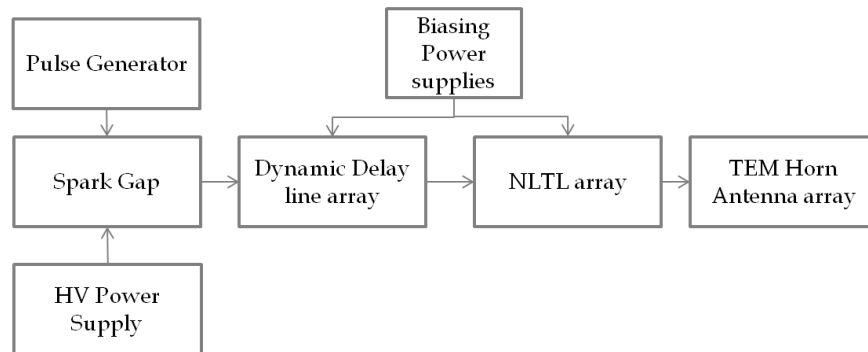 Pulse Generator
Biasing
Power
supplies
Spark Gap
Dynamic Delay
line array
NLTL array
TEM Horn
Antenna array
HV Power
Supply